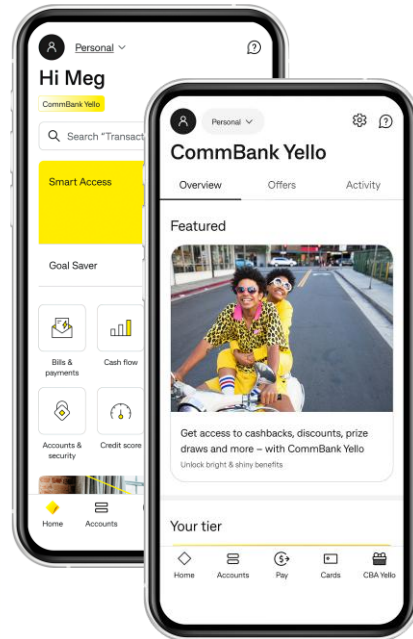 Personal
Hi Meg
CommBank Yello
Search "Transact
Smart Access
Goal Saver
Bills &
payments
Cash flow
Accounts &
security
Credit score
Home
Accounts
Personal
CommBank Yello
Overview
Offers
Activity
Featured
Get access to cashbacks, discounts, prize
draws and more – with CommBank Yello
Unlock bright & shiny benefits
Your tier
Home
Accounts
Pay
Cards
CBA Yello